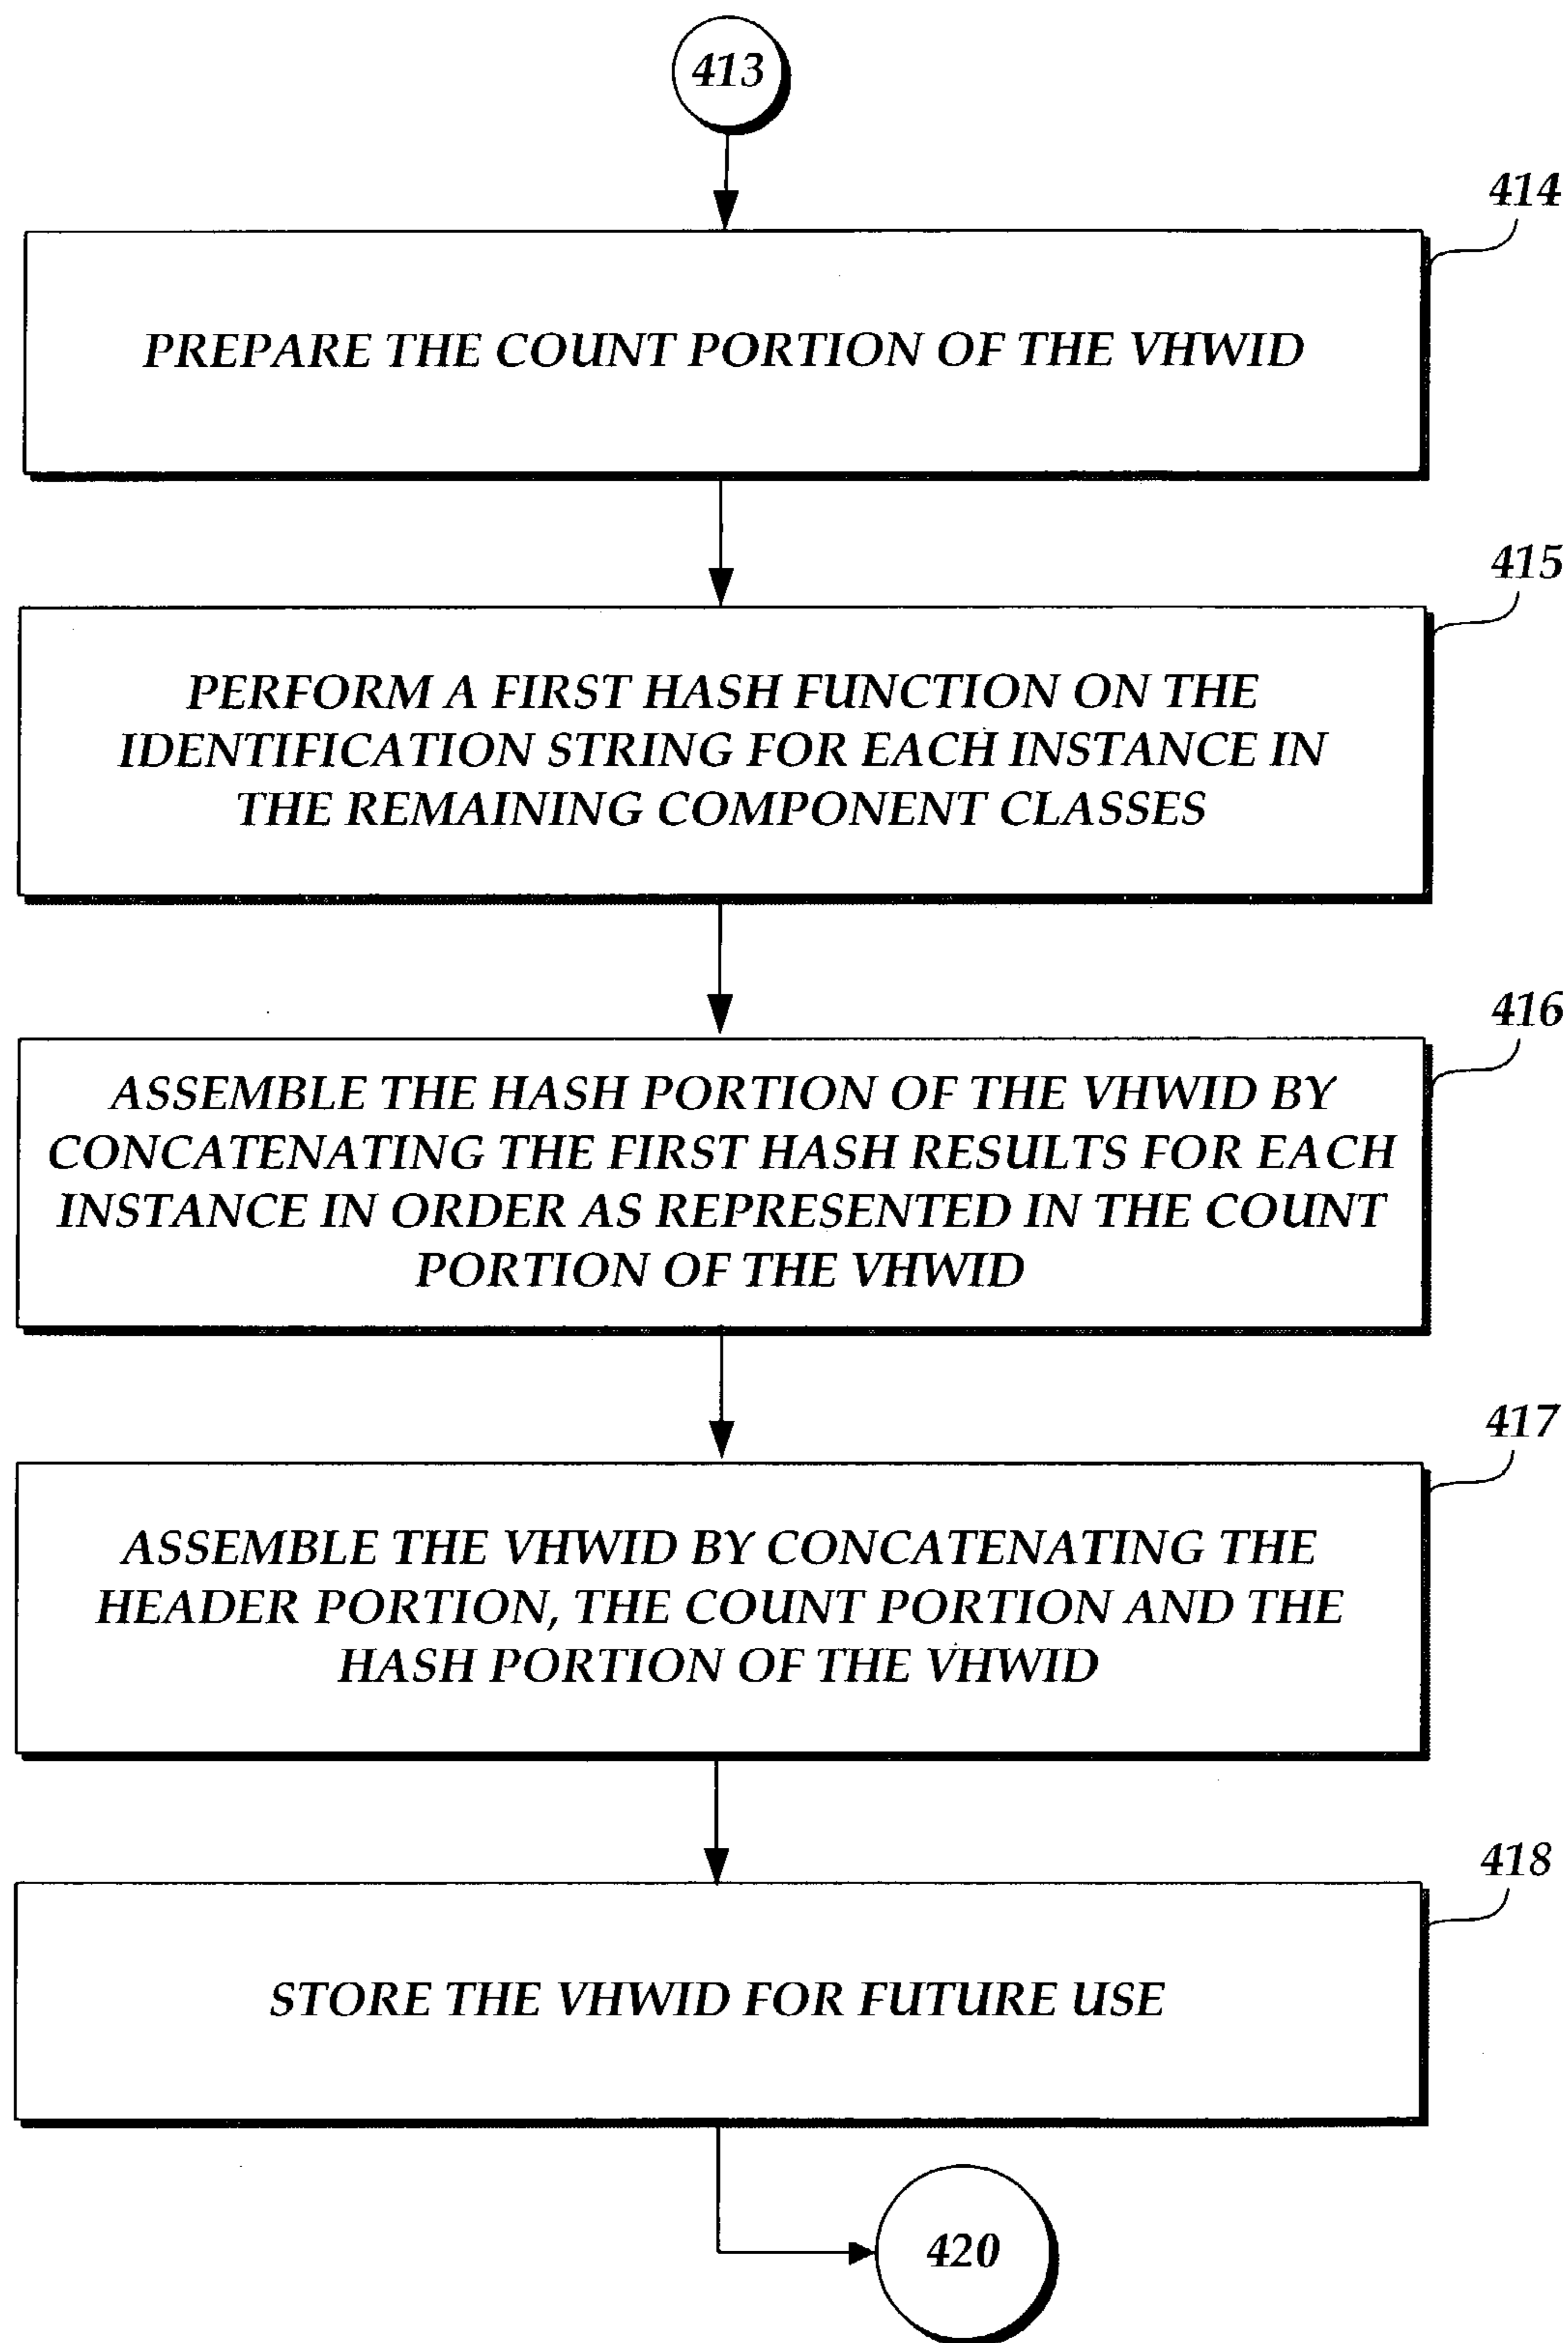 413
414
PREPARE THE COUNT PORTION OF THE VHWID
415
PERFORM A FIRST HASH FUNCTION ON THE
IDENTIFICATION STRING FOR EACH INSTANCE IN
THE REMAINING COMPONENT CLASSES
416
ASSEMBLE THE HASH PORTION OF THE VHWID BY
CONCATENATING THE FIRST HASH RESULTS FOR EACH
INSTANCE IN ORDER AS REPRESENTED IN THE COUNT
PORTION OF THE VHWID
417
ASSEMBLE THE VHWID BY CONCATENATING THE
HEADER PORTION, THE COUNT PORTION AND THE
HASH PORTION OF THE VHWID
418
STORE THE VHWID FOR FUTURE USE
420